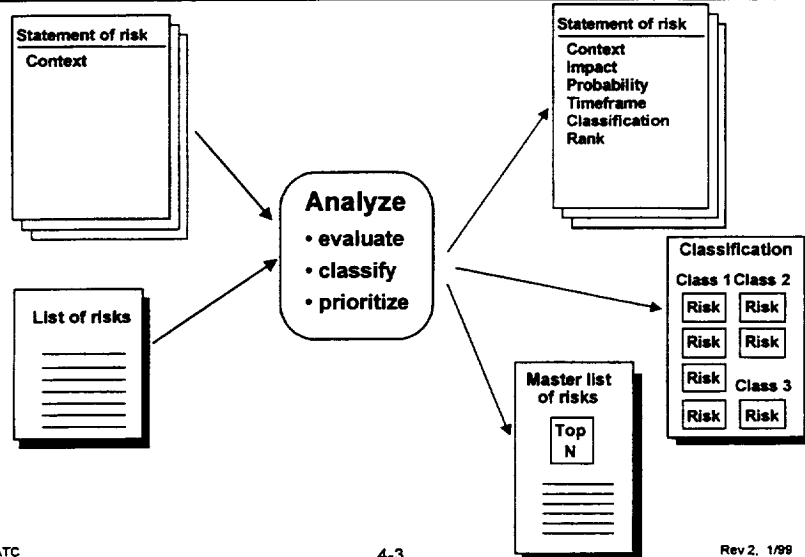 Statement of risk
Context
List of risks
Analyze
• evaluate
• classify
• prioritize
Statement of risk
Context
Impact
Probability
Timeframe
Classification
Rank
Classification
Class 1 Class 2
Risk Risk
Risk Risk
Risk
Class 3
Risk Risk
Master list
of risks
Top
N
ATC
4-3
Rev 2, 1/99